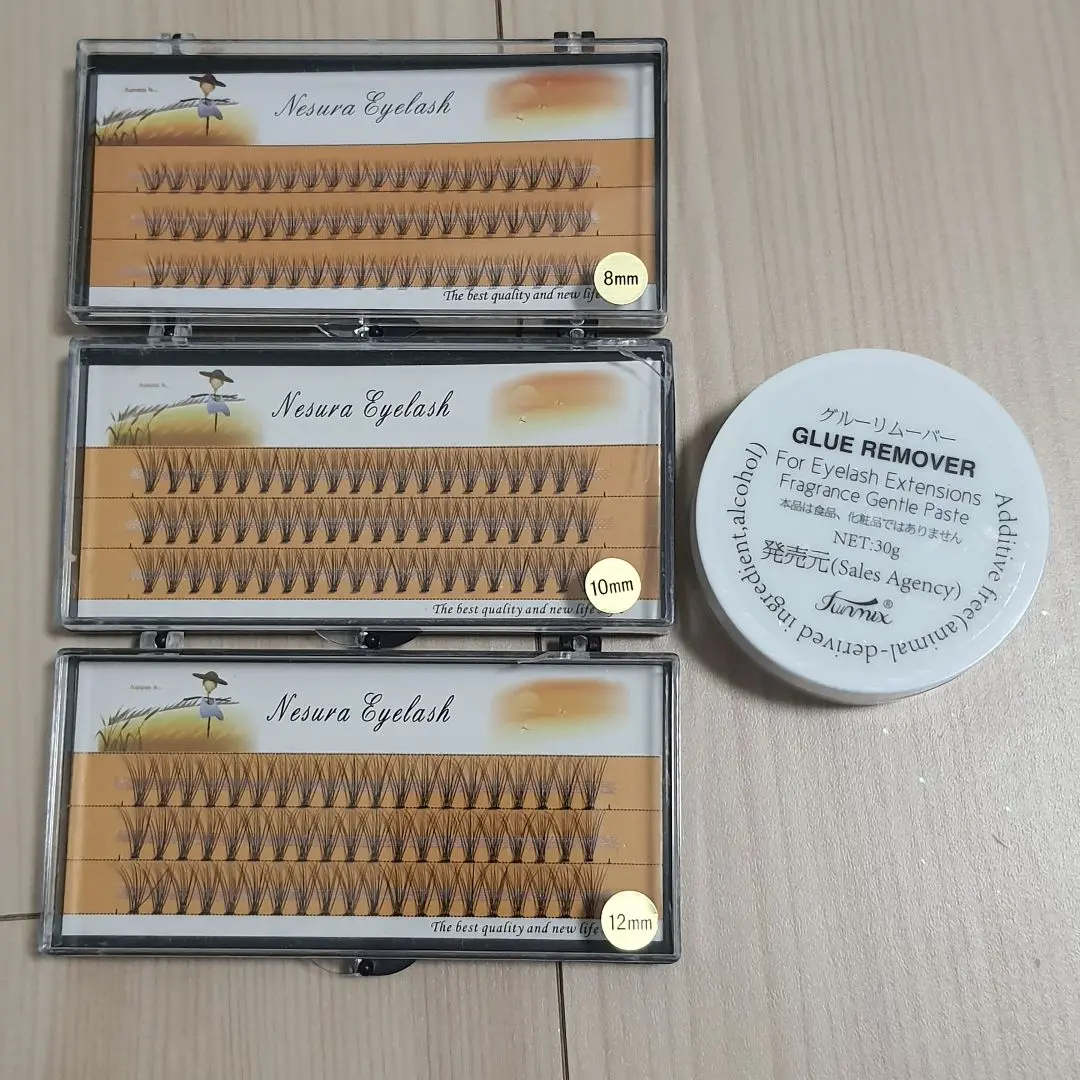 Nesura Eyelash
8mm
The best quality and new life
Nesura Eyelash
10mm
The best quality and new life
Nesura Eyelash
12mm
The best quality and new life
グルーリムーバー
GLUE REMOVER
For Eyelash Extensions
Fragrance Gentle Paste
本品は食品、化粧品ではありません
NET:30g
発売元(Sales Agency)
Additive free(animal-derived ingredient,alcohol)